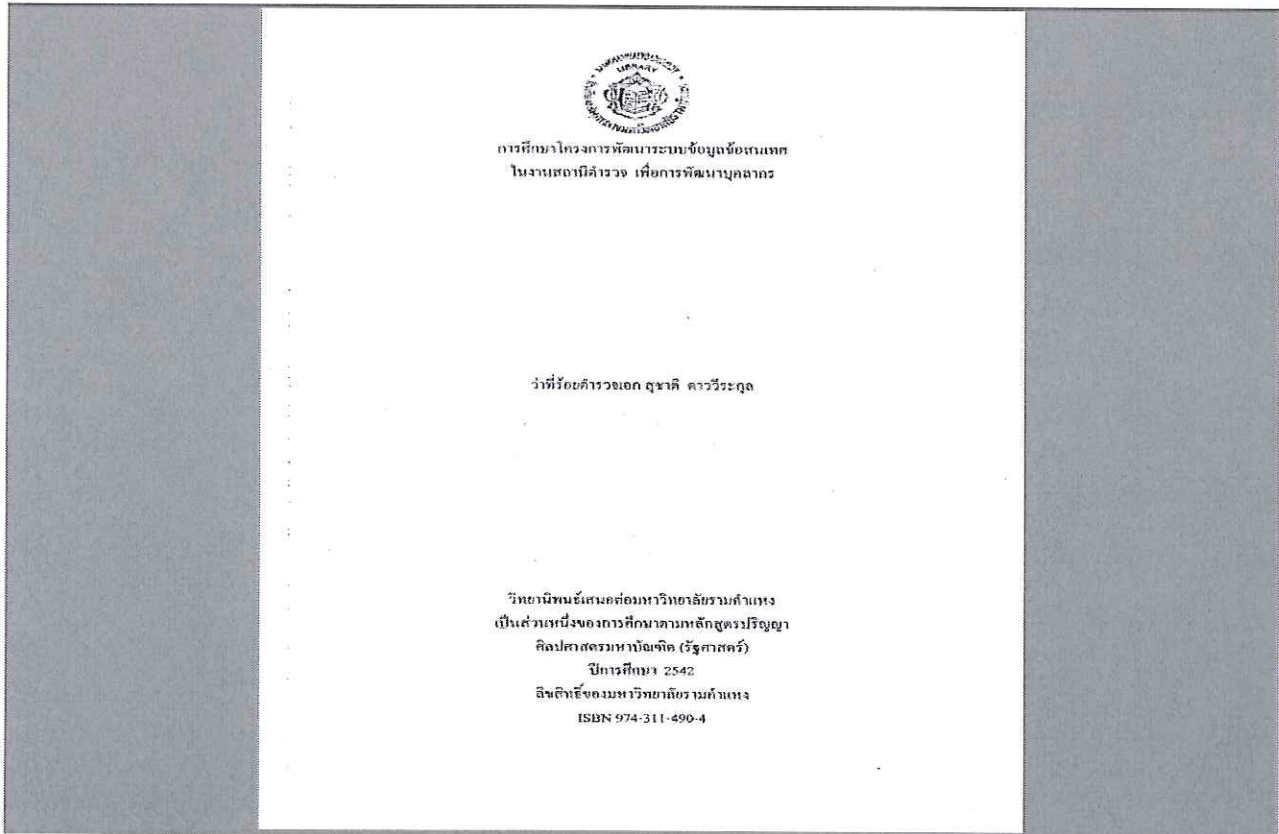 LIBRARY
การศึกษาโครงการพัฒนาระบบข้อมูลข้อสนเทศ
ในงานสถานีตำรวจ เพื่อการพัฒนาบุคลากร
ว่าที่ร้อยตำรวจเอก สุชาติ ดาววีระกุล
วิทยานิพนธ์เสนอต่อมหาวิทยาลัยรามคำแหง
เป็นส่วนหนึ่งของการศึกษาตามหลักสูตรปริญญา
ศิลปศาสตรมหาบัณฑิต (รัฐศาสตร์)
ปีการศึกษา 2542
ลิขสิทธิ์ของมหาวิทยาลัยรามคำแหง
ISBN 974-311-490-4